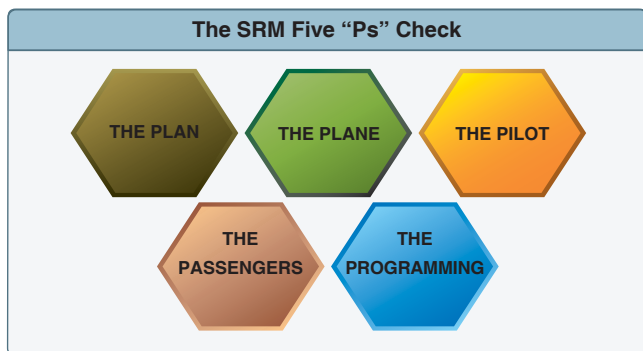 The SRM Five “Ps” Check
THE PLAN
THE PLANE
THE PILOT
THE
PASSENGERS
THE
PROGRAMMING